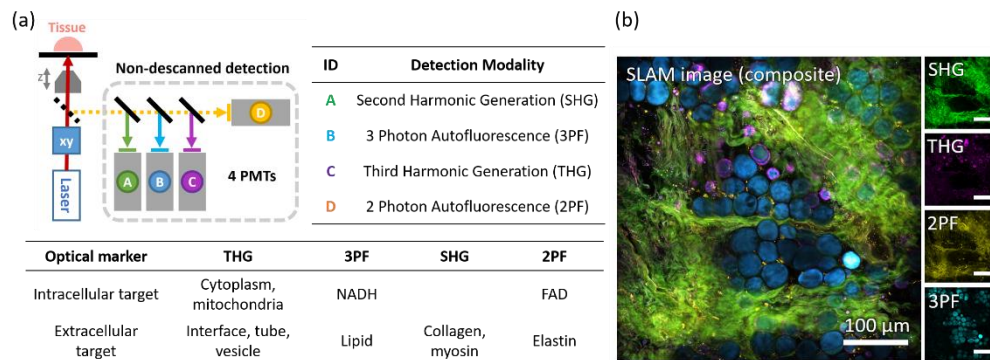 (a)
Tissue
z
xy
Laser
Non-descanned detection
D
A B C
4 PMTs
ID Detection Modality
A Second Harmonic Generation (SHG)
B 3 Photon Autofluorescence (3PF)
C Third Harmonic Generation (THG)
D 2 Photon Autofluorescence (2PF)
Optical marker THG 3PF SHG 2PF
Intracellular target Cytoplasm, mitochondria NADH FAD
Extracellular target Interface, tube, vesicle Lipid Collagen, myosin Elastin
(b)
SLAM image (composite)
100 μm
SHG
THG
2PF
3PF